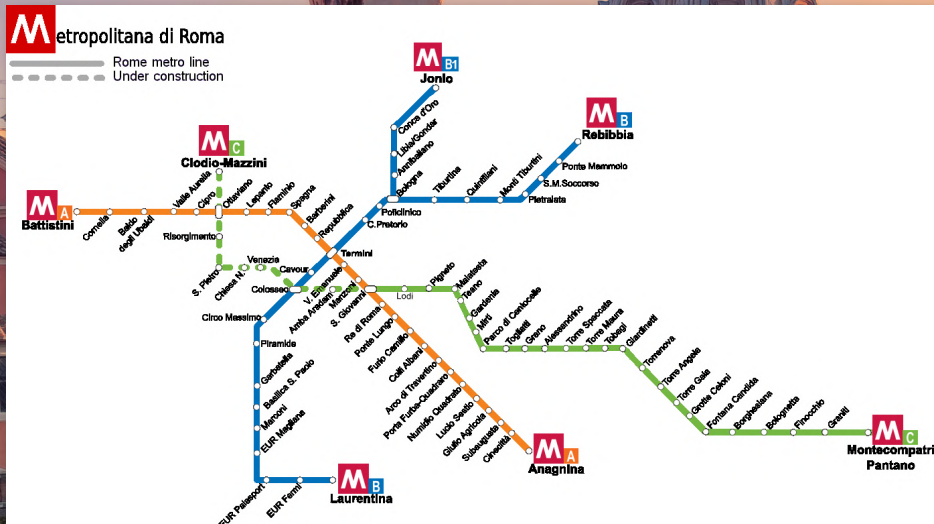 Metropolitana di Roma
Rome metro line
Under construction
M B1
Jonio
M B
Rebibbia
M C
Clodio-Mazzini
M A
Battistini
Cornelia
Baldo
degli Ubaldi
Valle Aurelia
Cipro
Ottaviano
Lepanto
Flaminio
Spagna
Barberini
Repubblica
Termini
Conca d'Oro
Libia/Gondar
Annibaliano
Bologna
Tiburtina
Quintiliani
Monti Tiburtini
Pietralata
S.M.Soccorso
Ponte Mammolo
Policlinico
C.Pretorio
Risorgimento
S. Pietro
Chiesa N.
Venezia
Cavour
Colosseo
Circo Massimo
Piramide
Garbatella
Basilica S. Paolo
Marconi
EUR Magliana
EUR Palasport
EUR Fermi
M B
Laurentina
V. Emanuele
Amba Aradam
Manzoni
S. Giovanni
Re di Roma
Ponte Lungo
Furio Camillo
Colli Albani
Arco di Travertino
Porta Furba-Quadraro
Numidio Quadrato
Lucio Sestio
Giulio Agricola
Subaugusta
Cinecittà
M A
Anagnina
Lodi
Pigneto
Malatesta
Teano
Gardenie
Mirti
Parco di Centocelle
Togliatti
Grano
Alessandrino
Torre Spaccata
Torre Maura
Tobagi
Giardinetti
Torrenova
Torre Angela
Torre Gaia
Grotte Celoni
Fontana Candida
Borghesiana
Bolognetta
Finocchio
Graniti
M C
Montecompatri
Pantano